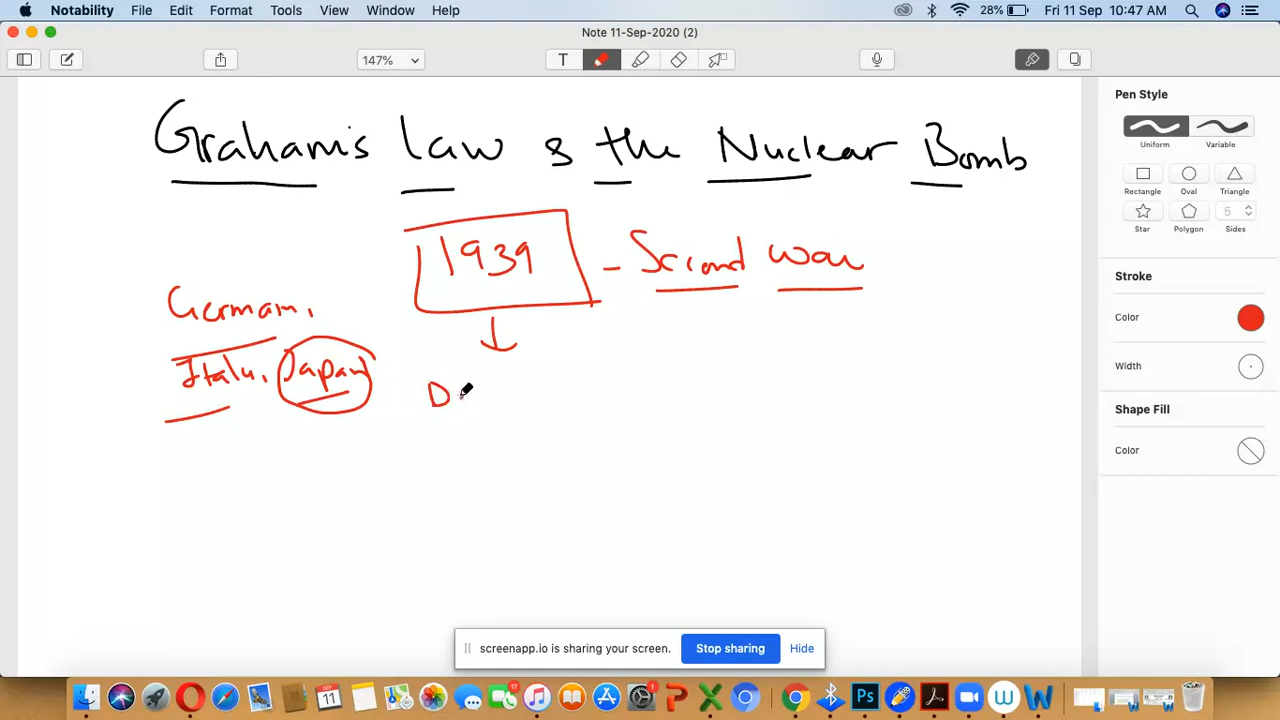 Notability File Edit Format Tools View Window Help 28% Fri 11 Sep 10:47 AM
Note 11-Sep-2020 (2)
147% T
Pen Style
Uniform Variable
Rectangle Oval Triangle
5
Star Polygon Sides
Stroke
Color
Width
Shape Fill
Color
Graham's Law & the Nuclear Bomb
1939 - Second War
German,
Italy, Japan
D
screenapp.io is sharing your screen. Stop sharing Hide